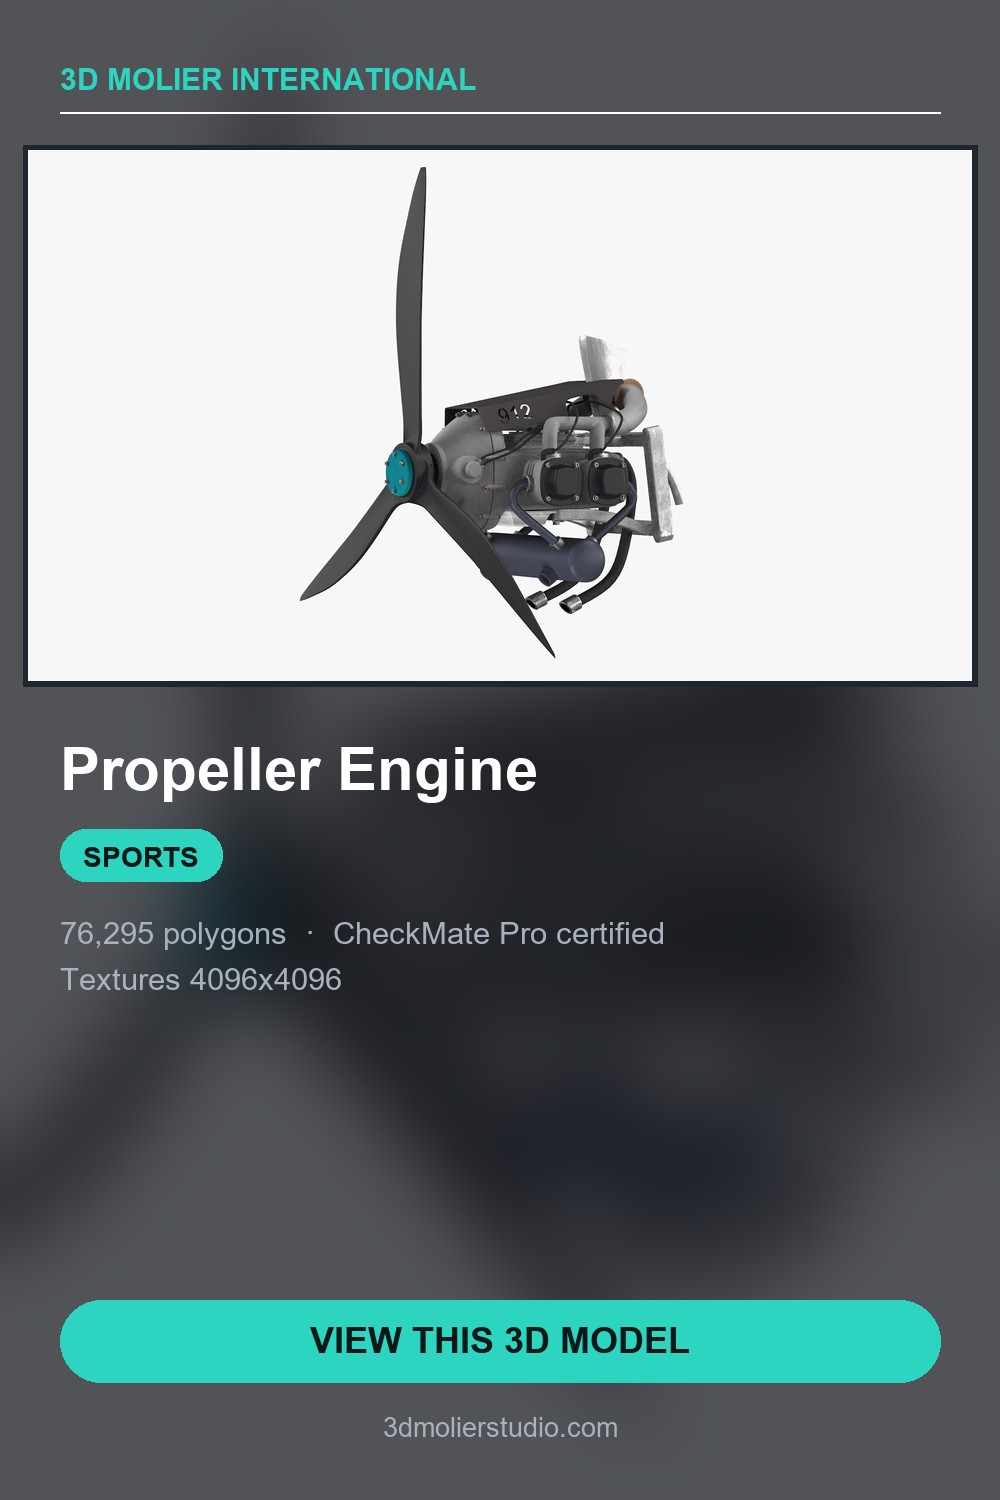 3D MOLIER INTERNATIONAL
912
Propeller Engine
SPORTS
76,295 polygons · CheckMate Pro certified
Textures 4096x4096
VIEW THIS 3D MODEL
3dmolierstudio.com